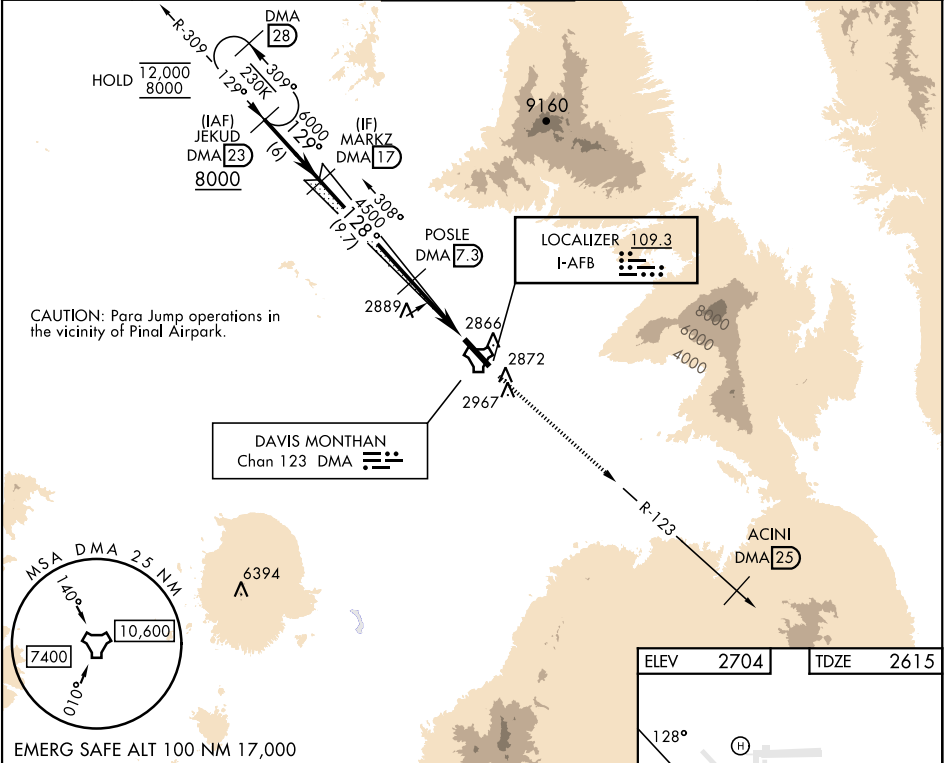 DMA
28
R-309
HOLD
12,000
8000
129°
230K
309°
6000
129°
(6)
(IAF)
JEKUD
DMA 23
8000
(IF)
MARKZ
DMA 17
308°
4500
128°
(9.7)
POSLE
DMA 7.3
9160
LOCALIZER 109.3
I-AFB
8000
6000
4000
CAUTION: Para Jump operations in
the vicinity of Pinal Airpark.
2889
2866
2872
2967
DAVIS MONTHAN
Chan 123 DMA
R-123
ACINI
DMA 25
6394
MSA DMA 25 NM
140°
10,600
7400
010°
EMERG SAFE ALT 100 NM 17,000
ELEV 2704
TDZE 2615
128°
H